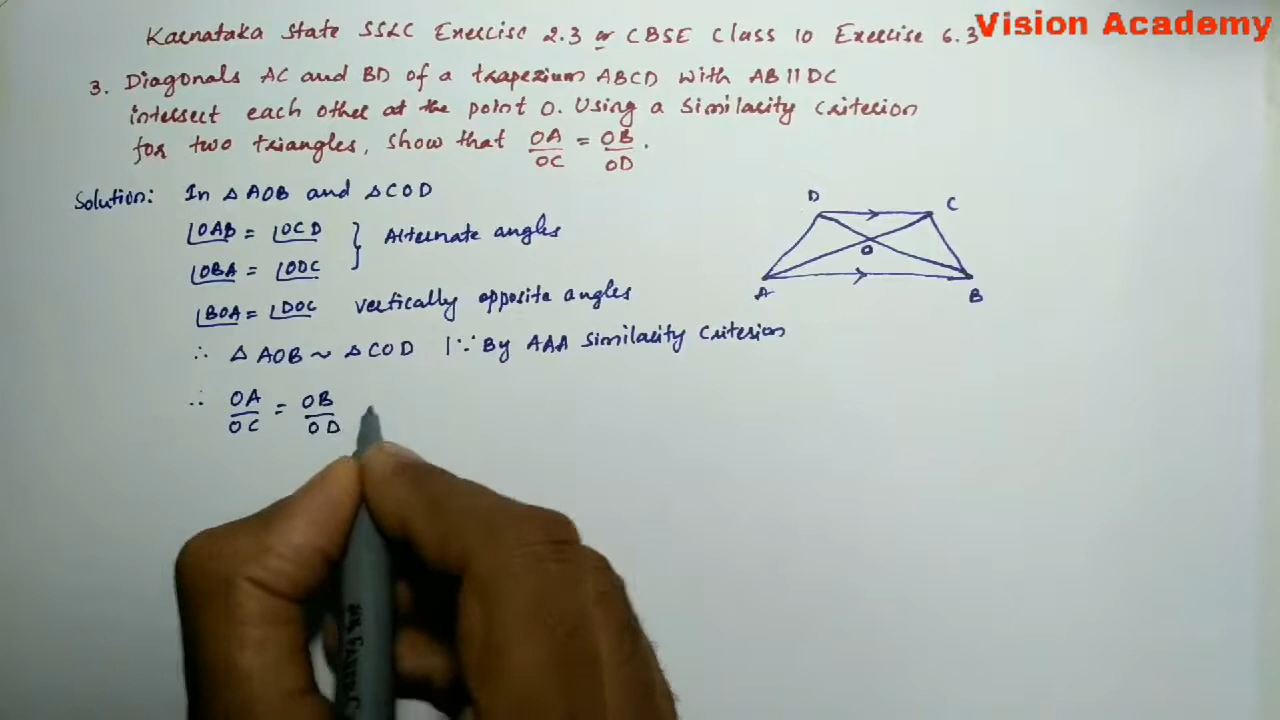 Vision Academy
Karnataka State SSLC Exercise 2.3 or CBSE Class 10 Exercise 6.3
3. Diagonals AC and BD of a trapezium ABCD with AB || DC
intersect each other at the point O. Using a similarity criterion
for two triangles, show that OA/OC = OB/OD.
Solution: In △AOB and △COD
∠OAB = ∠OCD } Alternate angles
∠OBA = ∠ODC
∠BOA = ∠DOC Vertically opposite angles
∴ △AOB ~ △COD | ∵ By AAA Similarity Criterion
∴ OA/OC = OB/OD
D C
O
A B